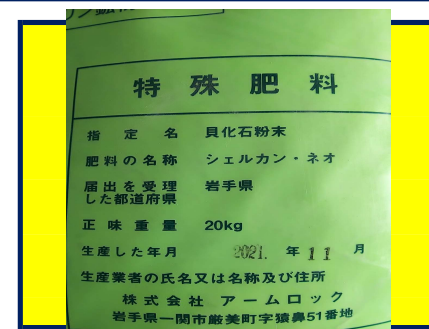 特殊肥料
指定名 貝化石粉末
肥料の名称 シェルカン・ネオ
届出を受理した都道府県 岩手県
正味重量 20kg
生産した年月 2021. 年 11 月
生産業者の氏名又は名称及び住所
株式会社 アームロック
岩手県一関市厳美町字猿鼻51番地